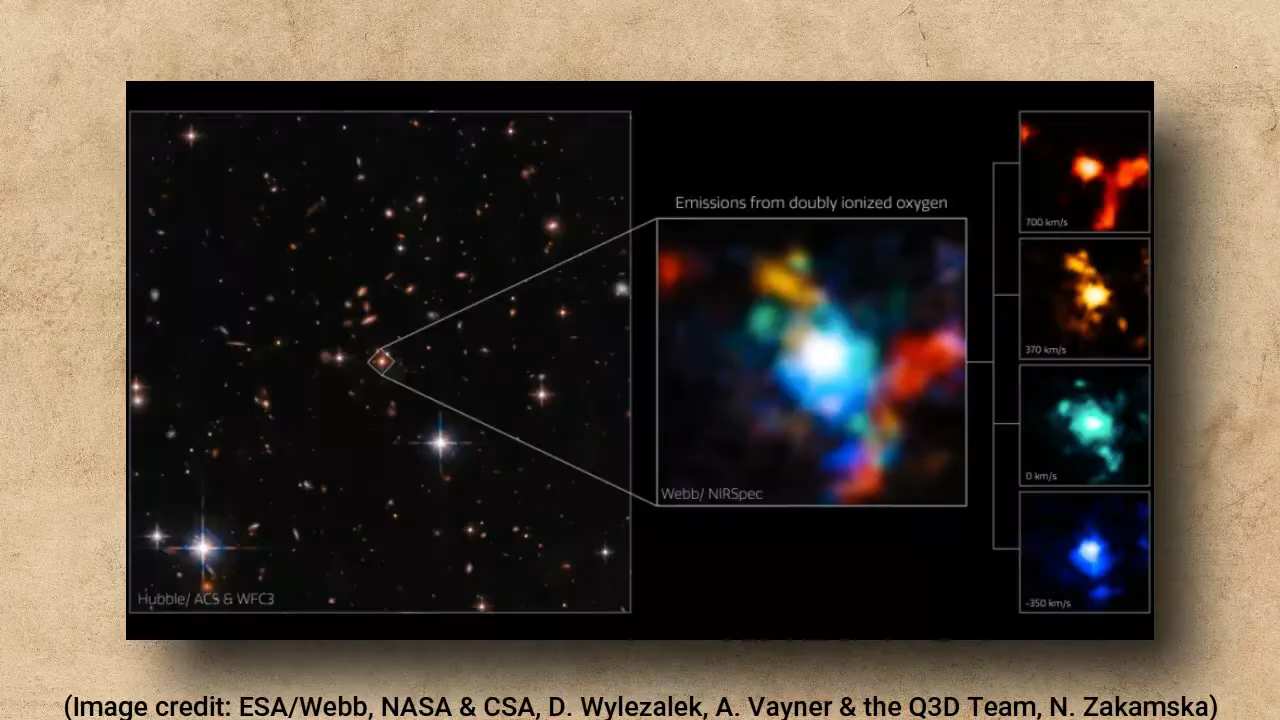 Emissions from doubly ionized oxygen
700 km/s
370 km/s
0 km/s
-350 km/s
Webb/ NIRSpec
Hubble/ ACS & WFC3
(Image credit: ESA/Webb, NASA & CSA, D. Wylezalek, A. Vayner & the Q3D Team, N. Zakamska)